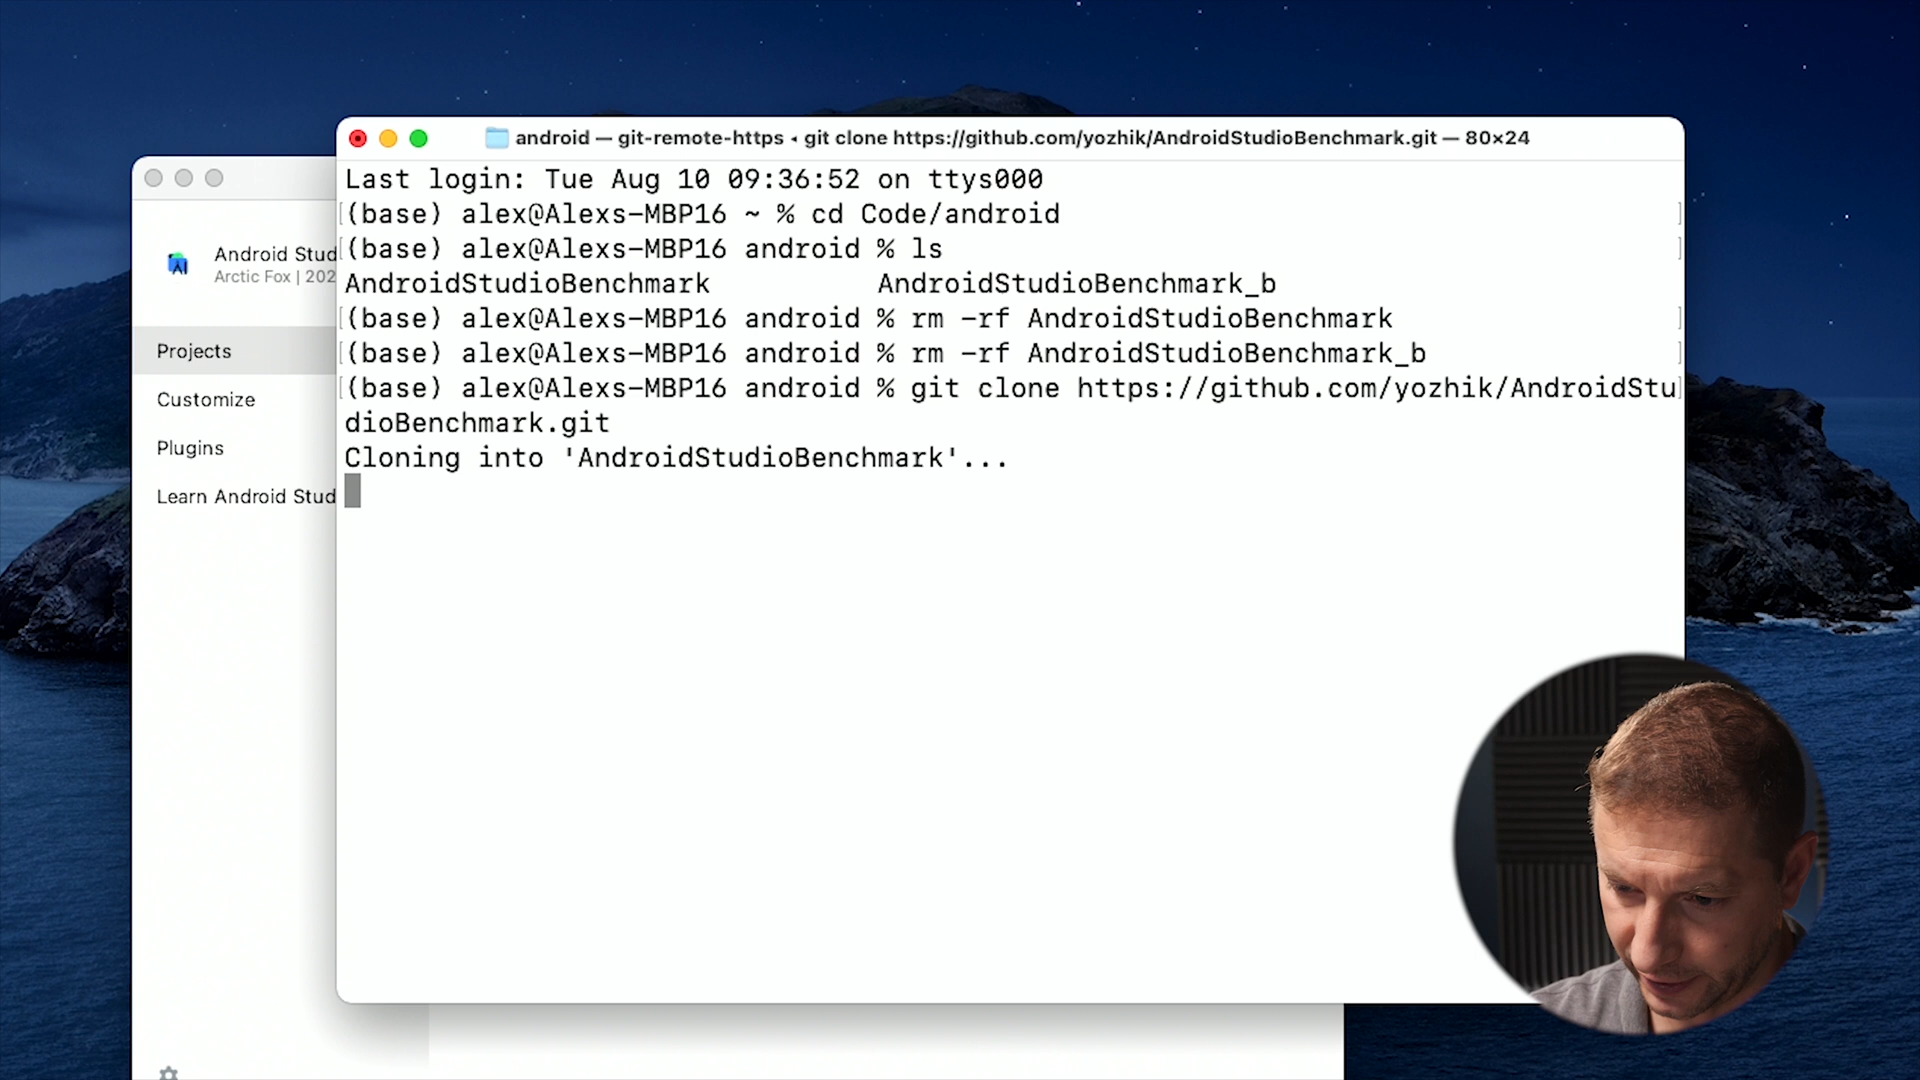 android — git-remote-https ◂ git clone https://github.com/yozhik/AndroidStudioBenchmark.git — 80×24
Last login: Tue Aug 10 09:36:52 on ttys000
(base) alex@Alexs-MBP16 ~ % cd Code/android
(base) alex@Alexs-MBP16 android % ls
AndroidStudioBenchmark AndroidStudioBenchmark_b
(base) alex@Alexs-MBP16 android % rm -rf AndroidStudioBenchmark
(base) alex@Alexs-MBP16 android % rm -rf AndroidStudioBenchmark_b
(base) alex@Alexs-MBP16 android % git clone https://github.com/yozhik/AndroidStu
dioBenchmark.git
Cloning into 'AndroidStudioBenchmark'...
Android Stud
Arctic Fox | 202
Projects
Customize
Plugins
Learn Android Stud